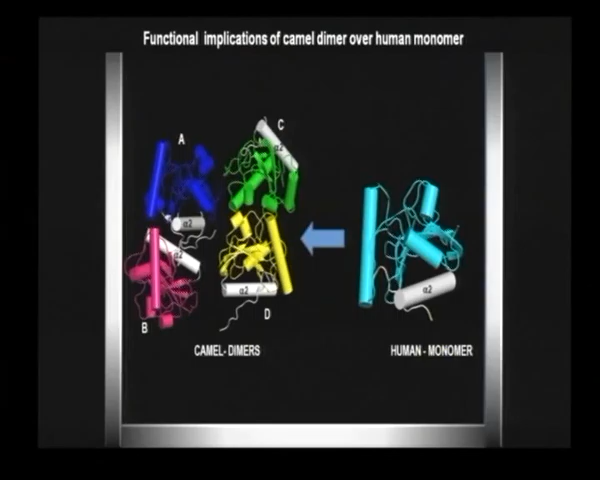 Functional implications of camel dimer over human monomer
A
C
α2
α2
α2
α2
α2
B
D
CAMEL- DIMERS
HUMAN - MONOMER